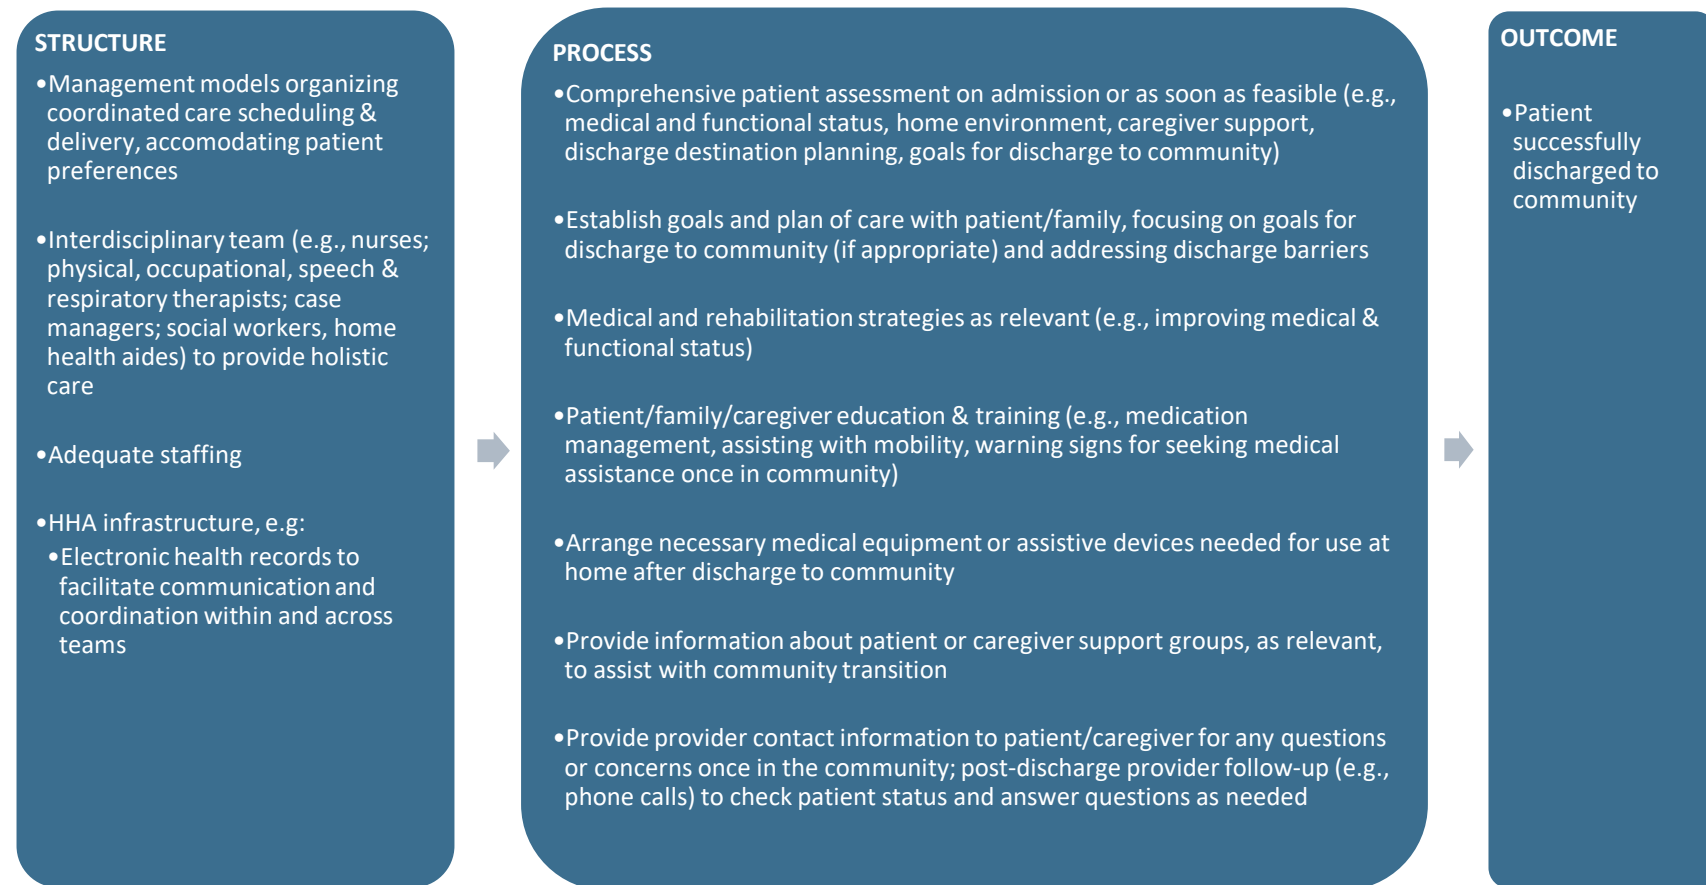 STRUCTURE
•Management models organizing
coordinated care scheduling &
delivery, accomodating patient
preferences
•Interdisciplinary team (e.g., nurses;
physical, occupational, speech &
respiratory therapists; case
managers; social workers, home
health aides) to provide holistic
care
•Adequate staffing
•HHA infrastructure, e.g:
•Electronic health records to
facilitate communication and
coordination within and across
teams
PROCESS
•Comprehensive patient assessment on admission or as soon as feasible (e.g.,
medical and functional status, home environment, caregiver support,
discharge destination planning, goals for discharge to community)
•Establish goals and plan of care with patient/family, focusing on goals for
discharge to community (if appropriate) and addressing discharge barriers
•Medical and rehabilitation strategies as relevant (e.g., improving medical &
functional status)
•Patient/family/caregiver education & training (e.g., medication
management, assisting with mobility, warning signs for seeking medical
assistance once in community)
•Arrange necessary medical equipment or assistive devices needed for use at
home after discharge to community
•Provide information about patient or caregiver support groups, as relevant,
to assist with community transition
•Provide provider contact information to patient/caregiver for any questions
or concerns once in the community; post-discharge provider follow-up (e.g.,
phone calls) to check patient status and answer questions as needed
OUTCOME
•Patient
successfully
discharged to
community